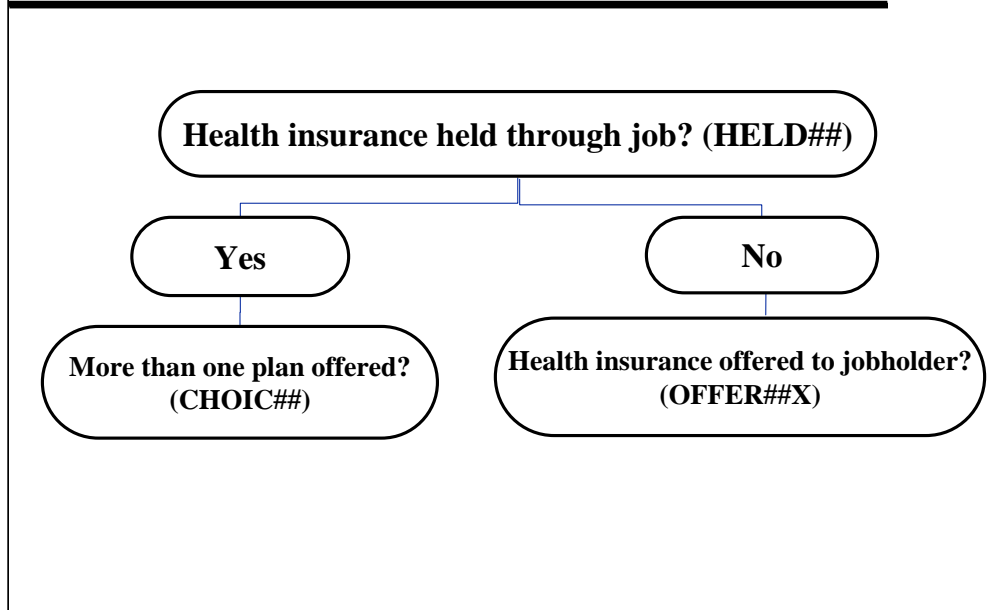 Health insurance held through job? (HELD##)
Yes
No
More than one plan offered?
(CHOIC##)
Health insurance offered to jobholder?
(OFFER##X)